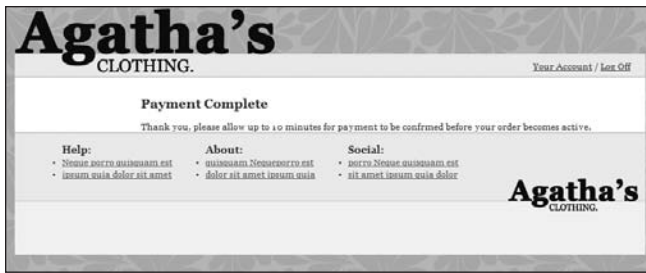 Agatha's
CLOTHING.
Your Account / Log Off
Payment Complete
Thank you, please allow up to 10 minutes for payment to be confirmed before your order becomes active.
Help:
• Neque porro quisquam est
• ipsum quia dolor sit amet
About:
• quisquam Nequeporro est
• dolor sit amet ipsum quia
Social:
• porro Neque quisquam est
• sit amet ipsum quia dolor
Agatha's
CLOTHING.